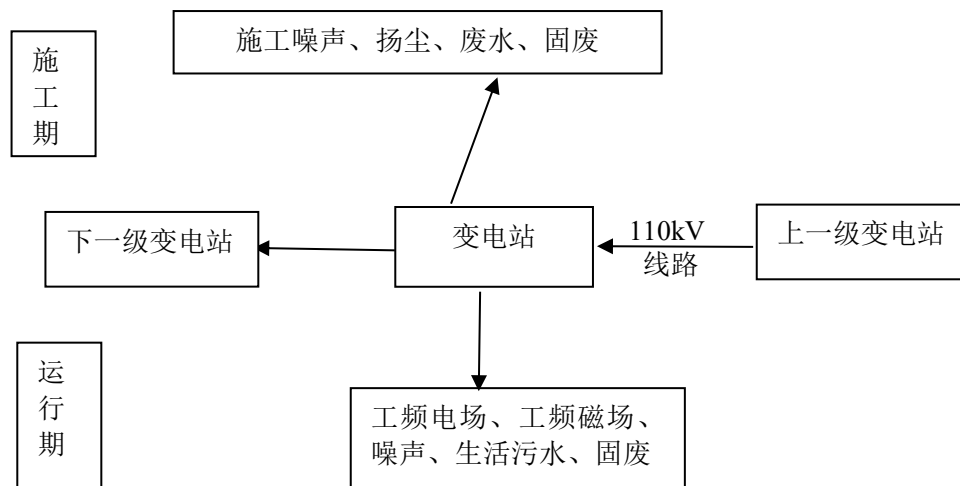 施工期
施工噪声、扬尘、废水、固废
下一级变电站
变电站
110kV
线路
上一级变电站
运行期
工频电场、工频磁场、
噪声、生活污水、固废